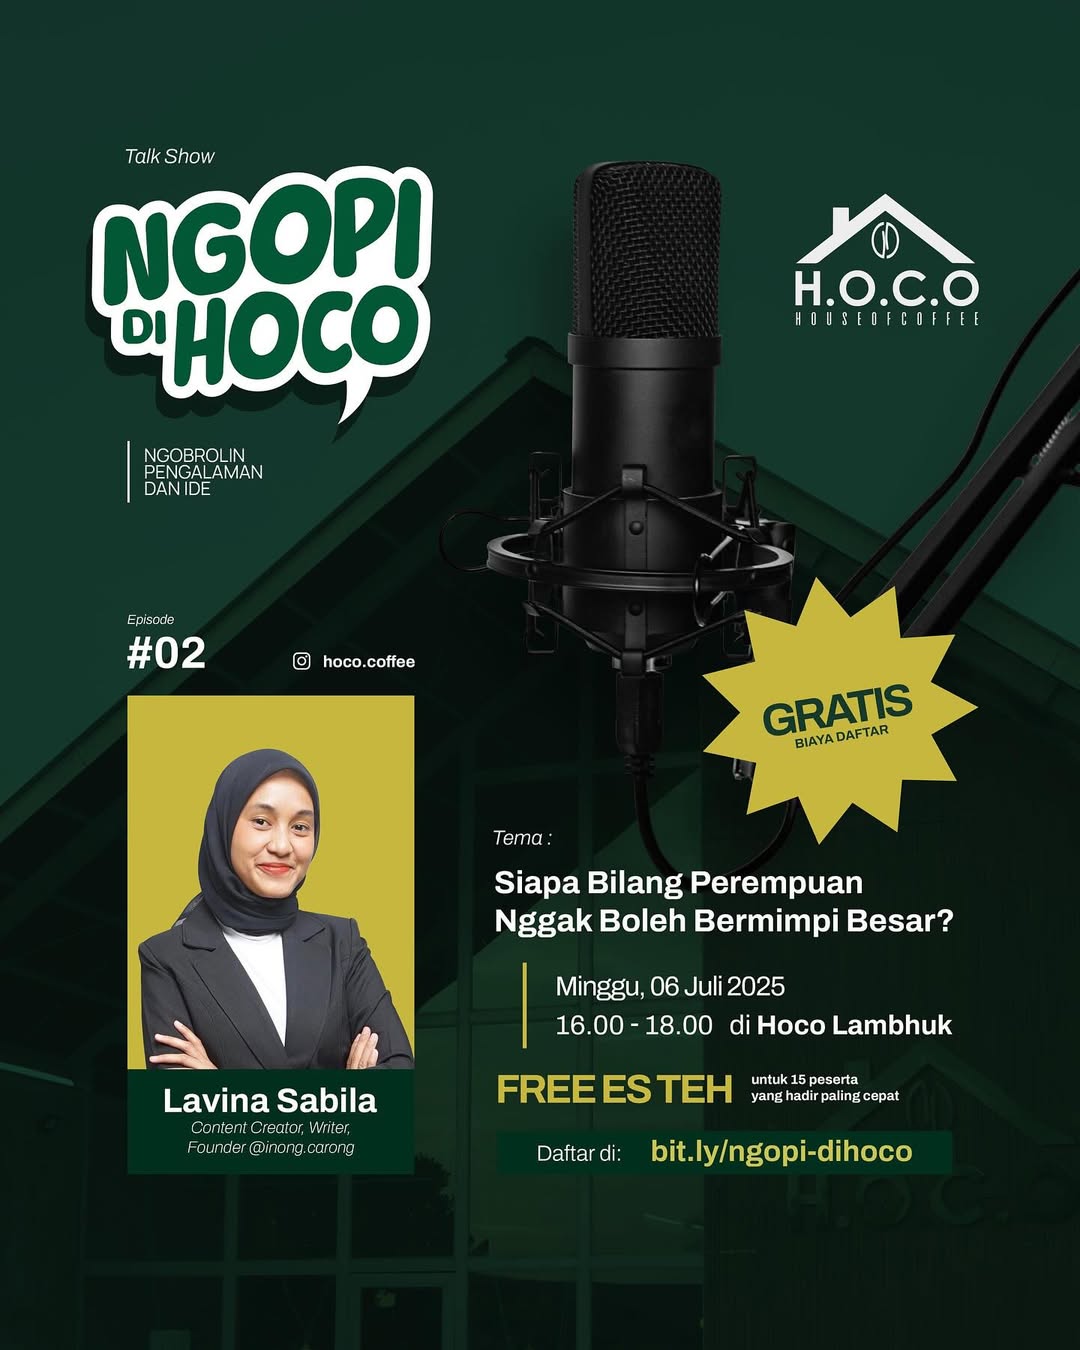 Talk Show
NGOPI
DI HOCO
NGOBROLIN
PENGALAMAN
DAN IDE
H.O.C.O
HOUSEOFCOFFEE
Episode
#02
hoco.coffee
GRATIS
BIAYA DAFTAR
Lavina Sabila
Content Creator, Writer,
Founder @inong.carong
Tema :
Siapa Bilang Perempuan
Nggak Boleh Bermimpi Besar?
Minggu, 06 Juli 2025
16.00 - 18.00 di Hoco Lambhuk
FREE ES TEH
untuk 15 peserta
yang hadir paling cepat
Daftar di: bit.ly/ngopi-dihoco
H.O.C.O